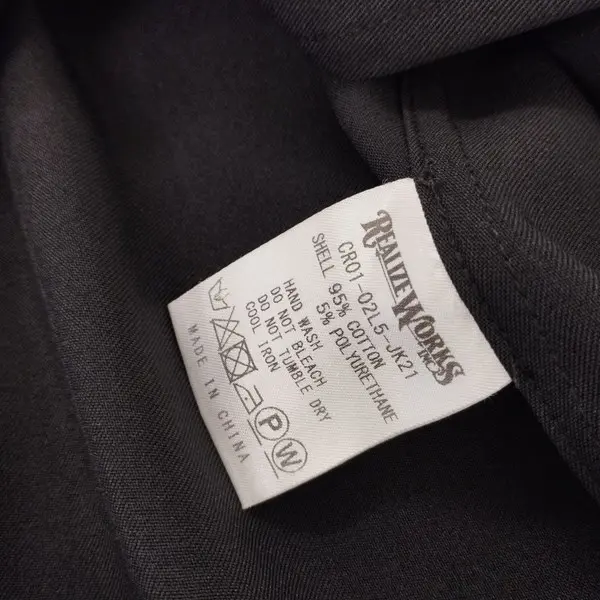 REALIZE WORKS
INC.
CR01-02L5-JK21
SHELL 95% COTTON
5% POLYURETHANE
HAND WASH
DO NOT BLEACH
DO NOT TUMBLE DRY
COOL IRON
P W
MADE IN CHINA